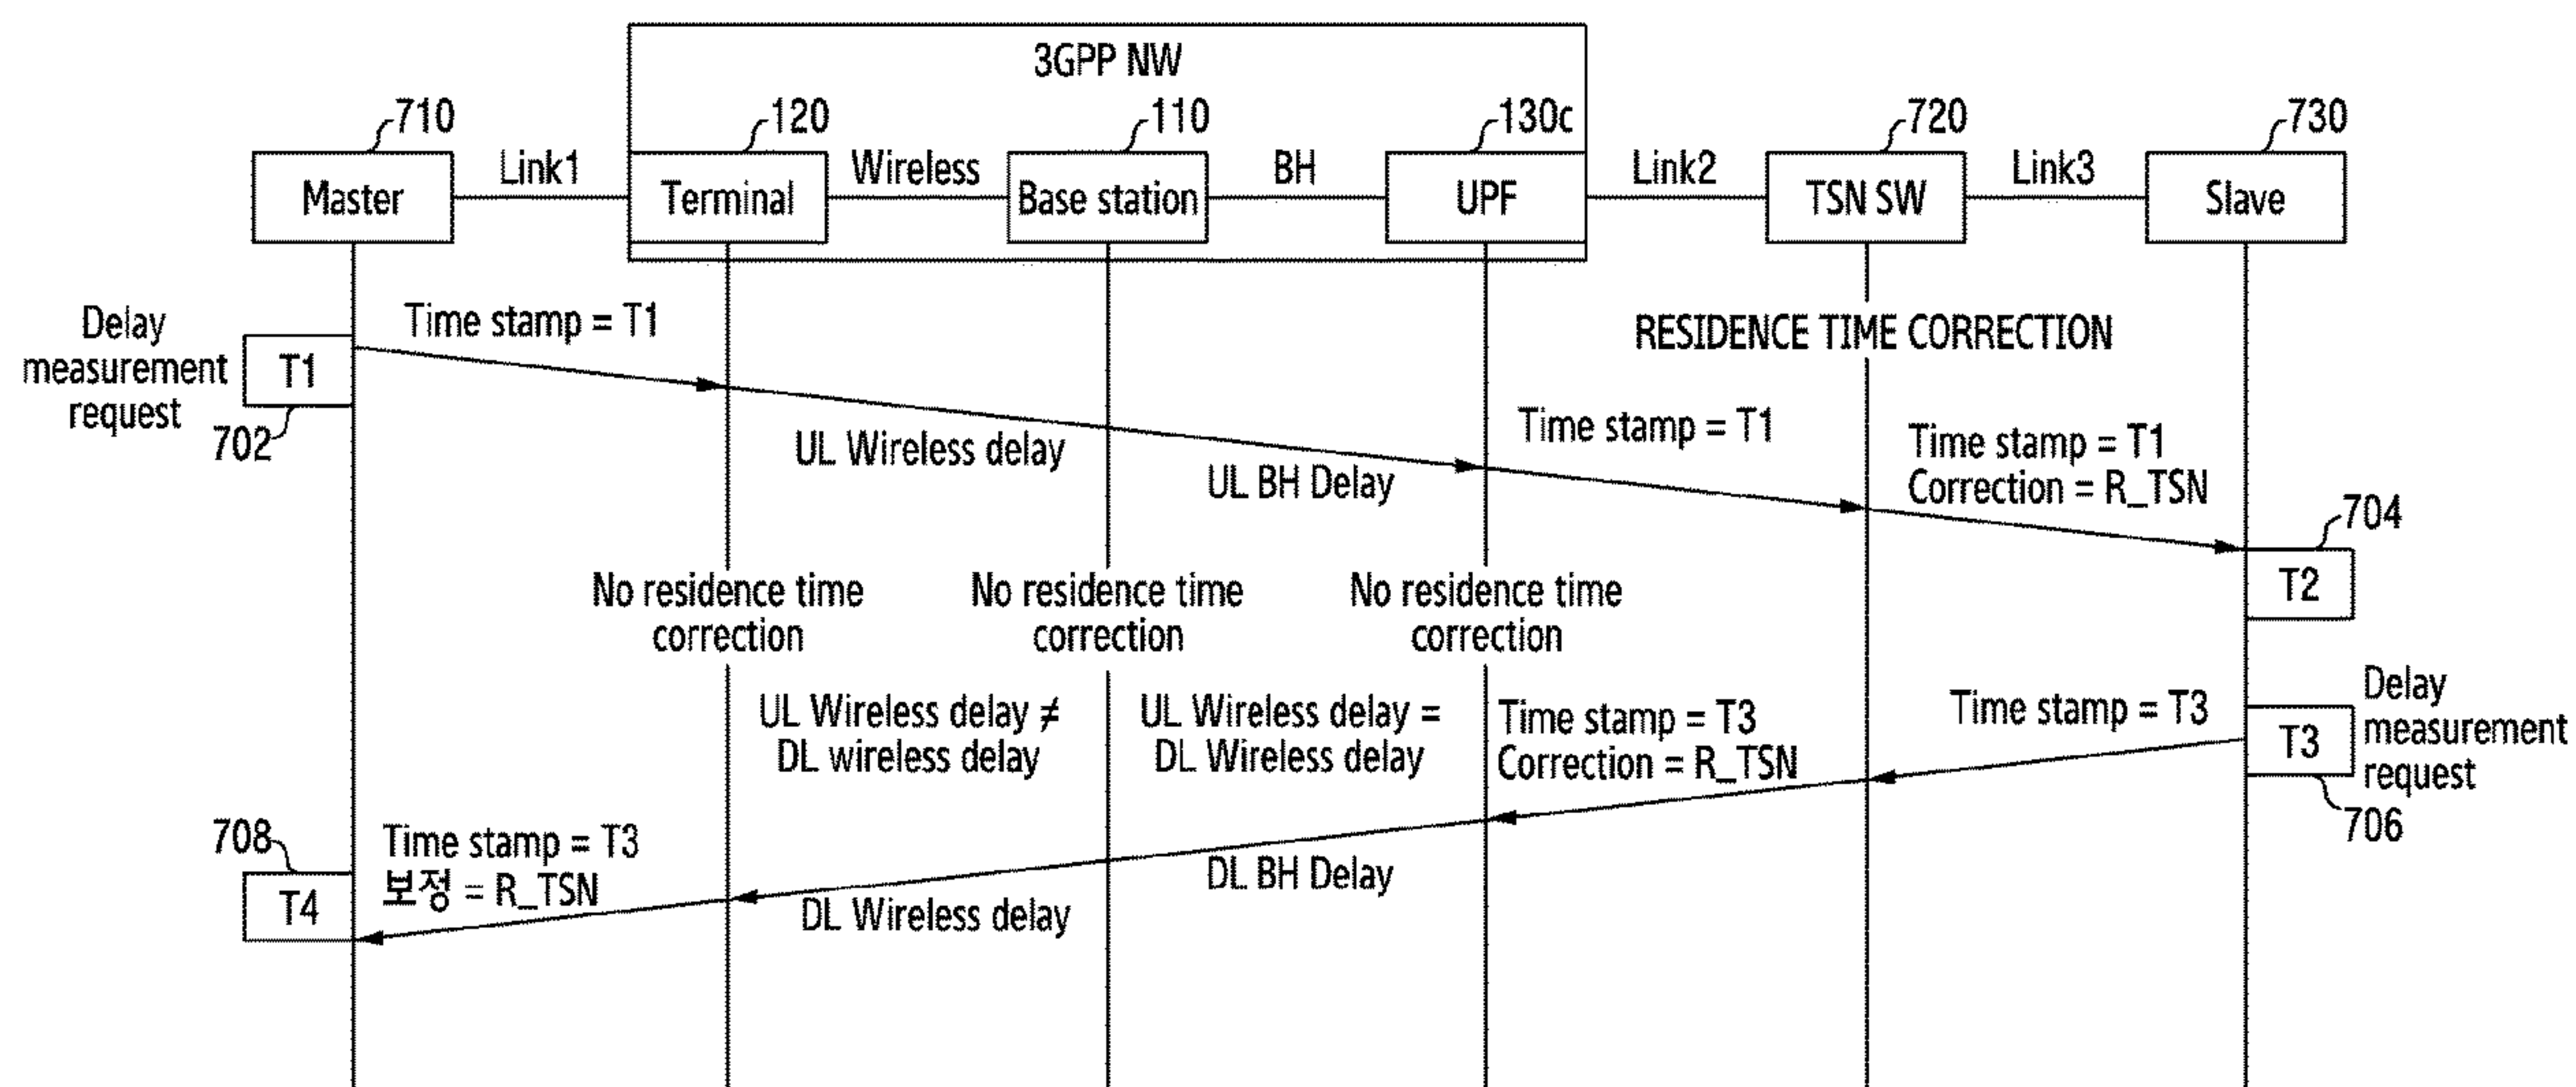 3GPP NW
710
120
110
130c
720
730
Master
Link1
Terminal
Wireless
Base station
BH
UPF
Link2
TSN SW
Link3
Slave
Delay
measurement
request
T1
702
Time stamp = T1
RESIDENCE TIME CORRECTION
UL Wireless delay
UL BH Delay
Time stamp = T1
Time stamp = T1
Correction = R_TSN
704
T2
No residence time
correction
No residence time
correction
No residence time
correction
UL Wireless delay ≠
DL wireless delay
UL Wireless delay =
DL Wireless delay
Time stamp = T3
Correction = R_TSN
Time stamp = T3
T3
Delay
measurement
request
706
708
T4
Time stamp = T3
보정 = R_TSN
DL Wireless delay
DL BH Delay